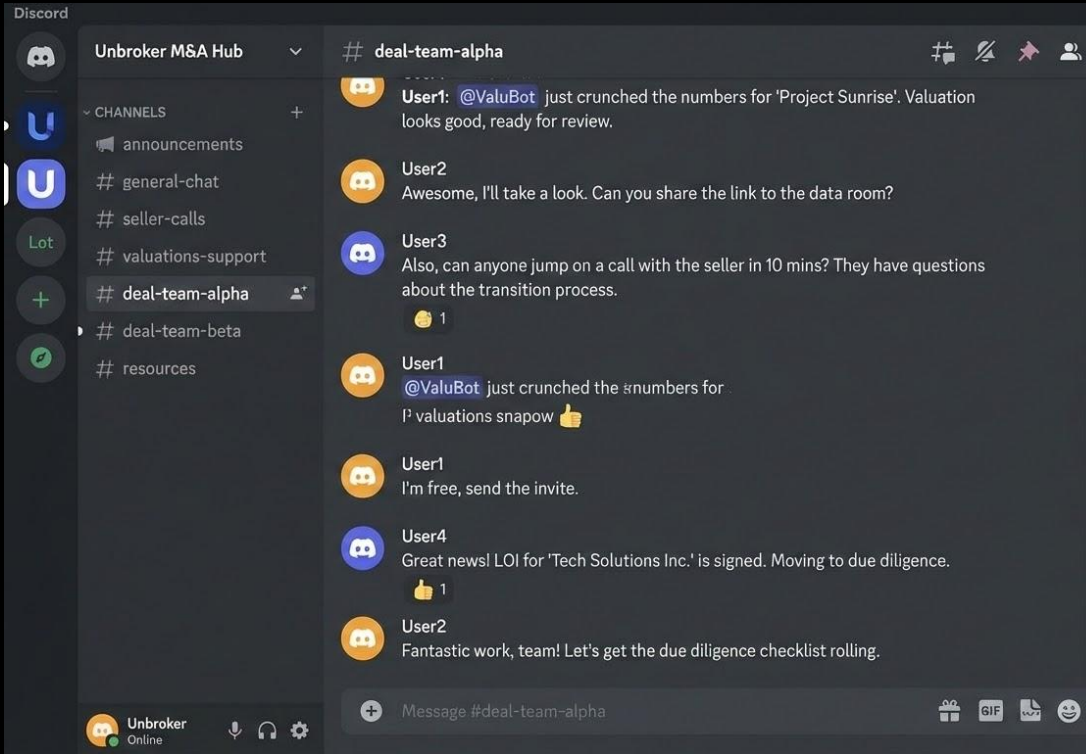 Discord
Unbroker M&A Hub
CHANNELS
announcements
# general-chat
# seller-calls
# valuations-support
# deal-team-alpha
# deal-team-beta
# resources
Lot
Unbroker
Online
# deal-team-alpha
User1: @ValuBot just crunched the numbers for 'Project Sunrise'. Valuation
looks good, ready for review.
User2
Awesome, I'll take a look. Can you share the link to the data room?
User3
Also, can anyone jump on a call with the seller in 10 mins? They have questions
about the transition process.
1
User1
@ValuBot just crunched the numbers for
valuations snapow
User1
I'm free, send the invite.
User4
Great news! LOI for 'Tech Solutions Inc.' is signed. Moving to due diligence.
1
User2
Fantastic work, team! Let's get the due diligence checklist rolling.
Message #deal-team-alpha
GIF